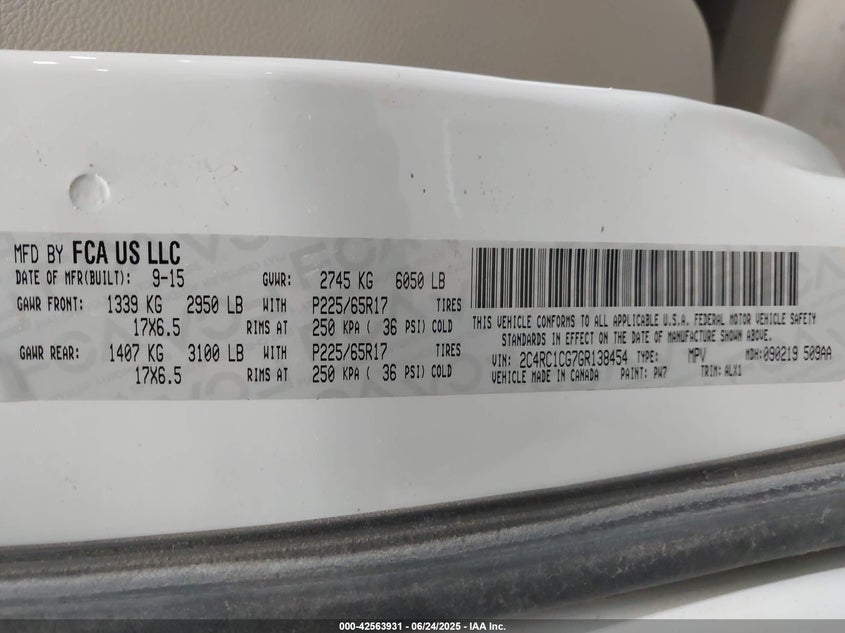 MFD BY FCA US LLC
DATE OF MFR(BUILT): 9-15 GVWR: 2745 KG 6050 LB
GAWR FRONT: 1339 KG 2950 LB WITH P225/65R17 TIRES
17X6.5 RIMS AT 250 KPA ( 36 PSI) COLD
GAWR REAR: 1407 KG 3100 LB WITH P225/65R17 TIRES
17X6.5 RIMS AT 250 KPA ( 36 PSI) COLD
THIS VEHICLE CONFORMS TO ALL APPLICABLE U.S.A. FEDERAL MOTOR VEHICLE SAFETY
STANDARDS IN EFFECT ON THE DATE OF MANUFACTURE SHOWN ABOVE.
VIN: 2C4RC1CG7GR138454 TYPE: MPV MDH: 090219 509AA
VEHICLE MADE IN CANADA PAINT: PW7 TRIM: ALX1
000-42563931 - 06/24/2025 - IAA Inc.